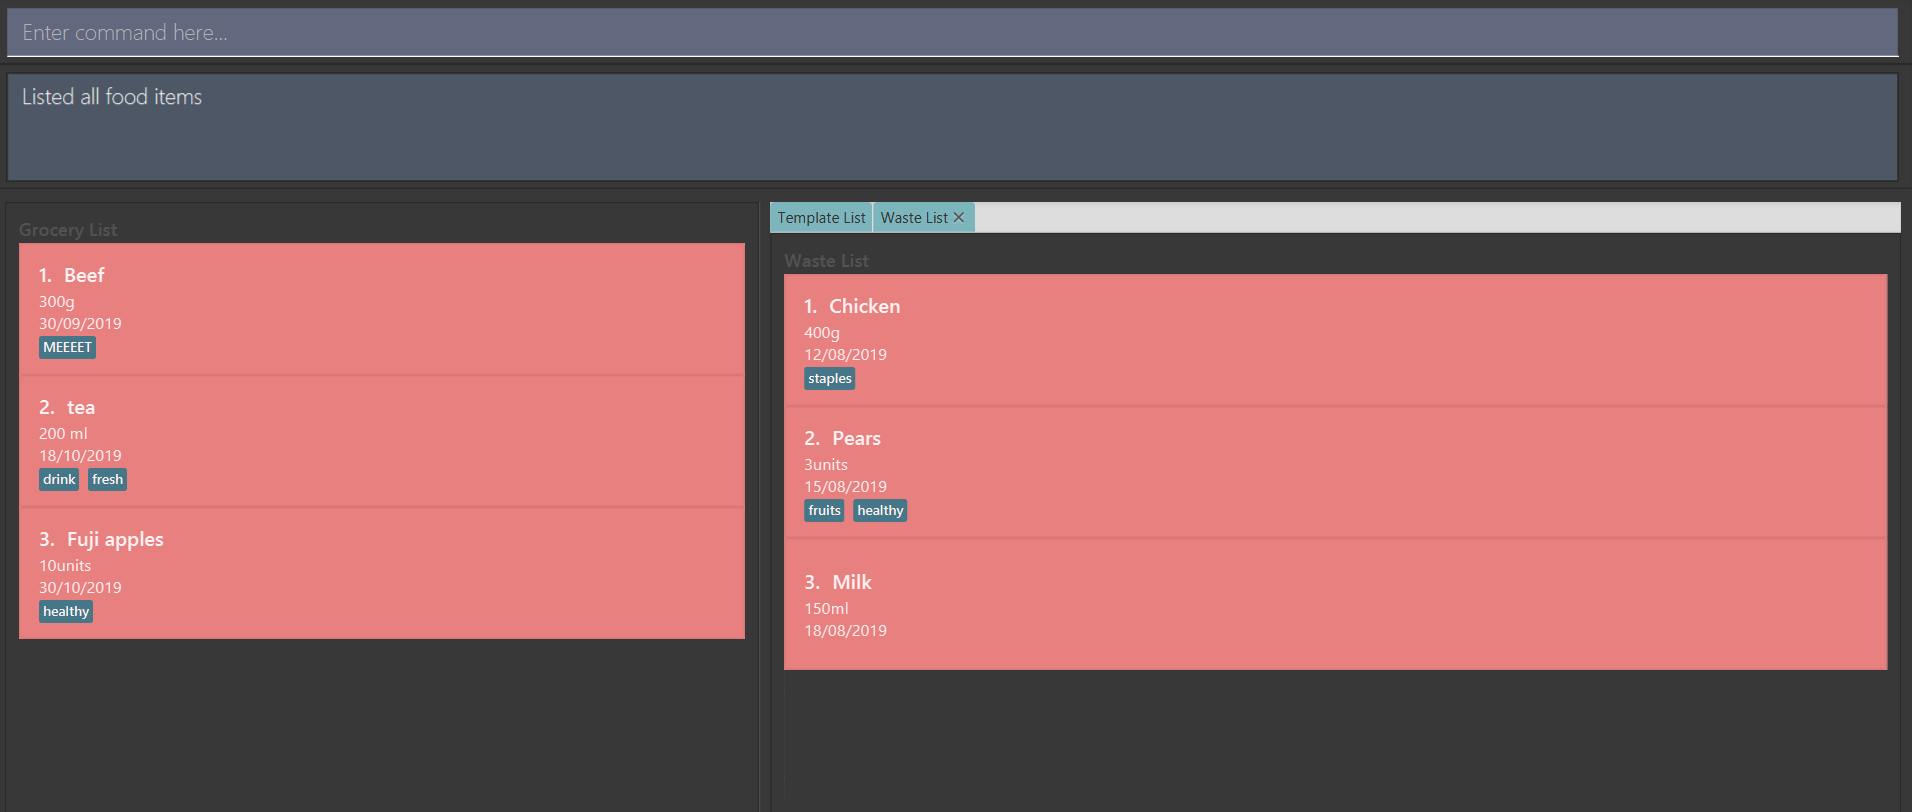 Enter command here...
Listed all food items
Grocery List
1. Beef
300g
30/09/2019
MEEEET
2. tea
200 ml
18/10/2019
drink fresh
3. Fuji apples
10units
30/10/2019
healthy
Template List Waste List
Waste List
1. Chicken
400g
12/08/2019
staples
2. Pears
3units
15/08/2019
fruits healthy
3. Milk
150ml
18/08/2019